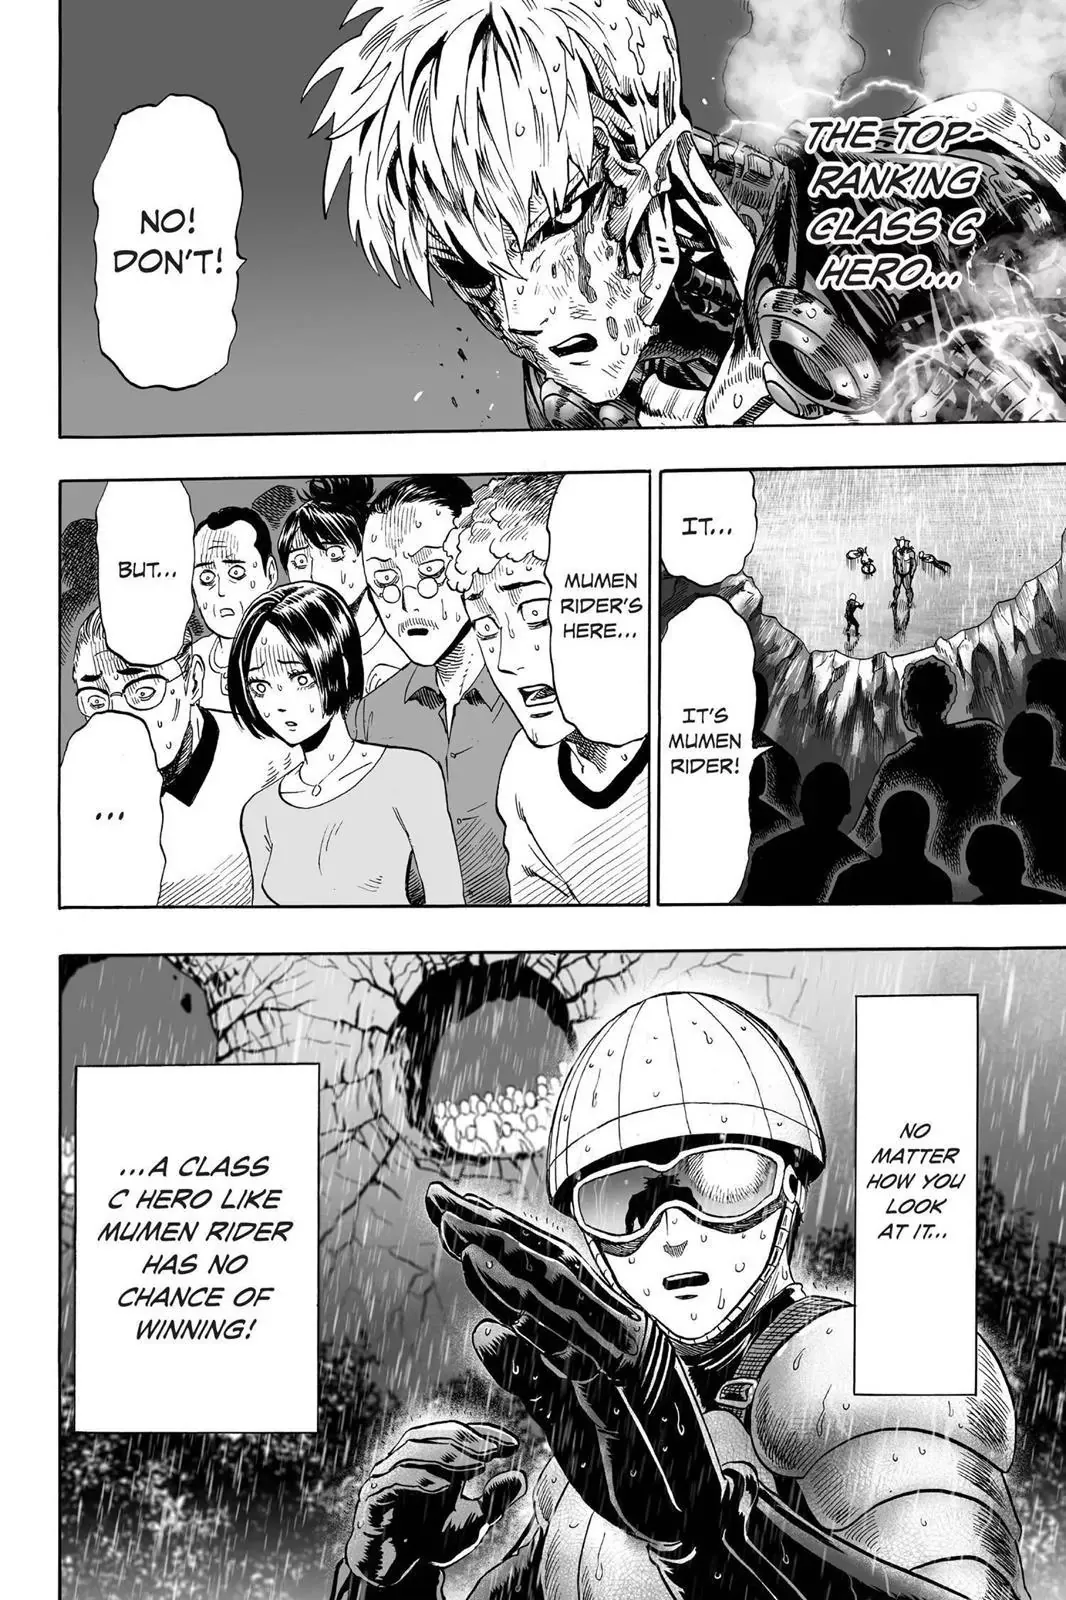 THE TOP-
RANKING
CLASS C
HERO...
NO!
DON'T!
IT...
IT'S
MUMEN
RIDER!
MUMEN
RIDER'S
HERE...
BUT...
...
NO
MATTER
HOW YOU
LOOK
AT IT...
...A CLASS
C HERO LIKE
MUMEN RIDER
HAS NO
CHANCE OF
WINNING!